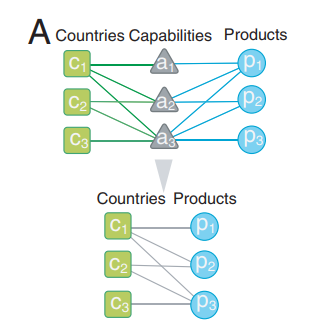 A Countries Capabilities Products
c1 a1 p1
c2 a2 p2
c3 a3 p3
Countries Products
c1 p1
c2 p2
c3 p3